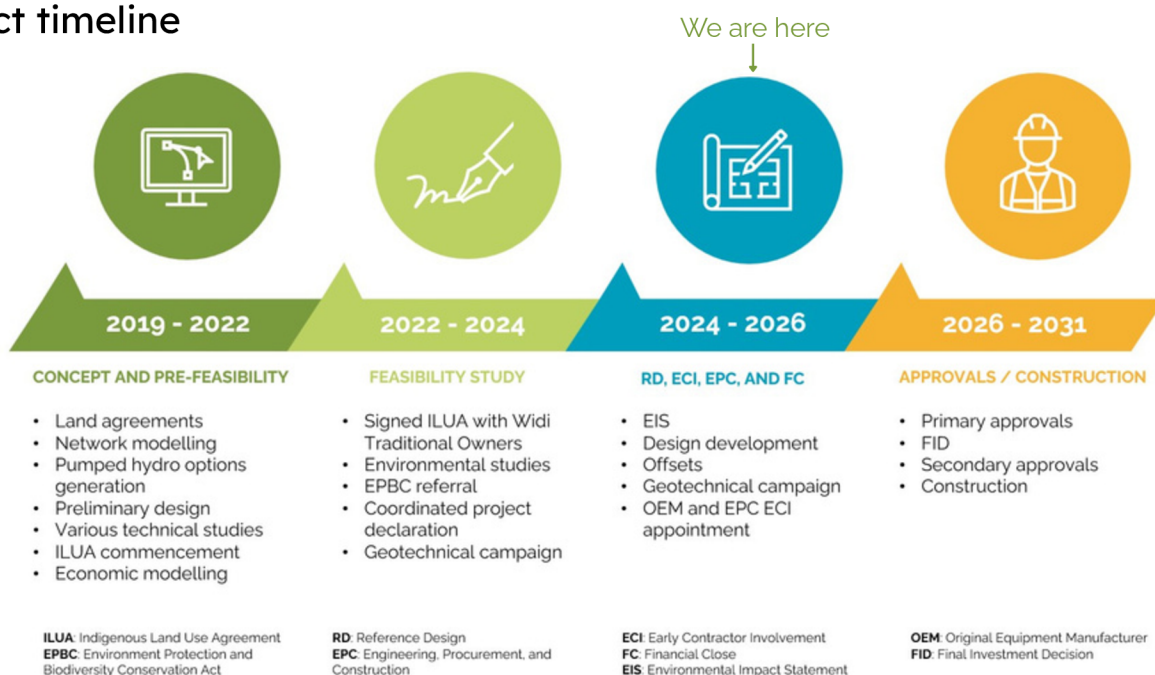 ct timeline
We are here
2019 - 2022
2022 - 2024
2024 - 2026
2026 - 2031
CONCEPT AND PRE-FEASIBILITY
• Land agreements
• Network modelling
• Pumped hydro options
generation
• Preliminary design
• Various technical studies
• ILUA commencement
• Economic modelling
FEASIBILITY STUDY
• Signed ILUA with Widi
Traditional Owners
• Environmental studies
• EPBC referral
• Coordinated project
declaration
• Geotechnical campaign
RD, ECI, EPC, AND FC
• EIS
• Design development
• Offsets
• Geotechnical campaign
• OEM and EPC ECI
appointment
APPROVALS / CONSTRUCTION
• Primary approvals
• FID
• Secondary approvals
• Construction
ILUA: Indigenous Land Use Agreement
EPBC: Environment Protection and
Biodiversity Conservation Act
RD: Reference Design
EPC: Engineering, Procurement, and
Construction
ECI: Early Contractor Involvement
FC: Financial Close
EIS: Environmental Impact Statement
OEM: Original Equipment Manufacturer
FID: Final Investment Decision